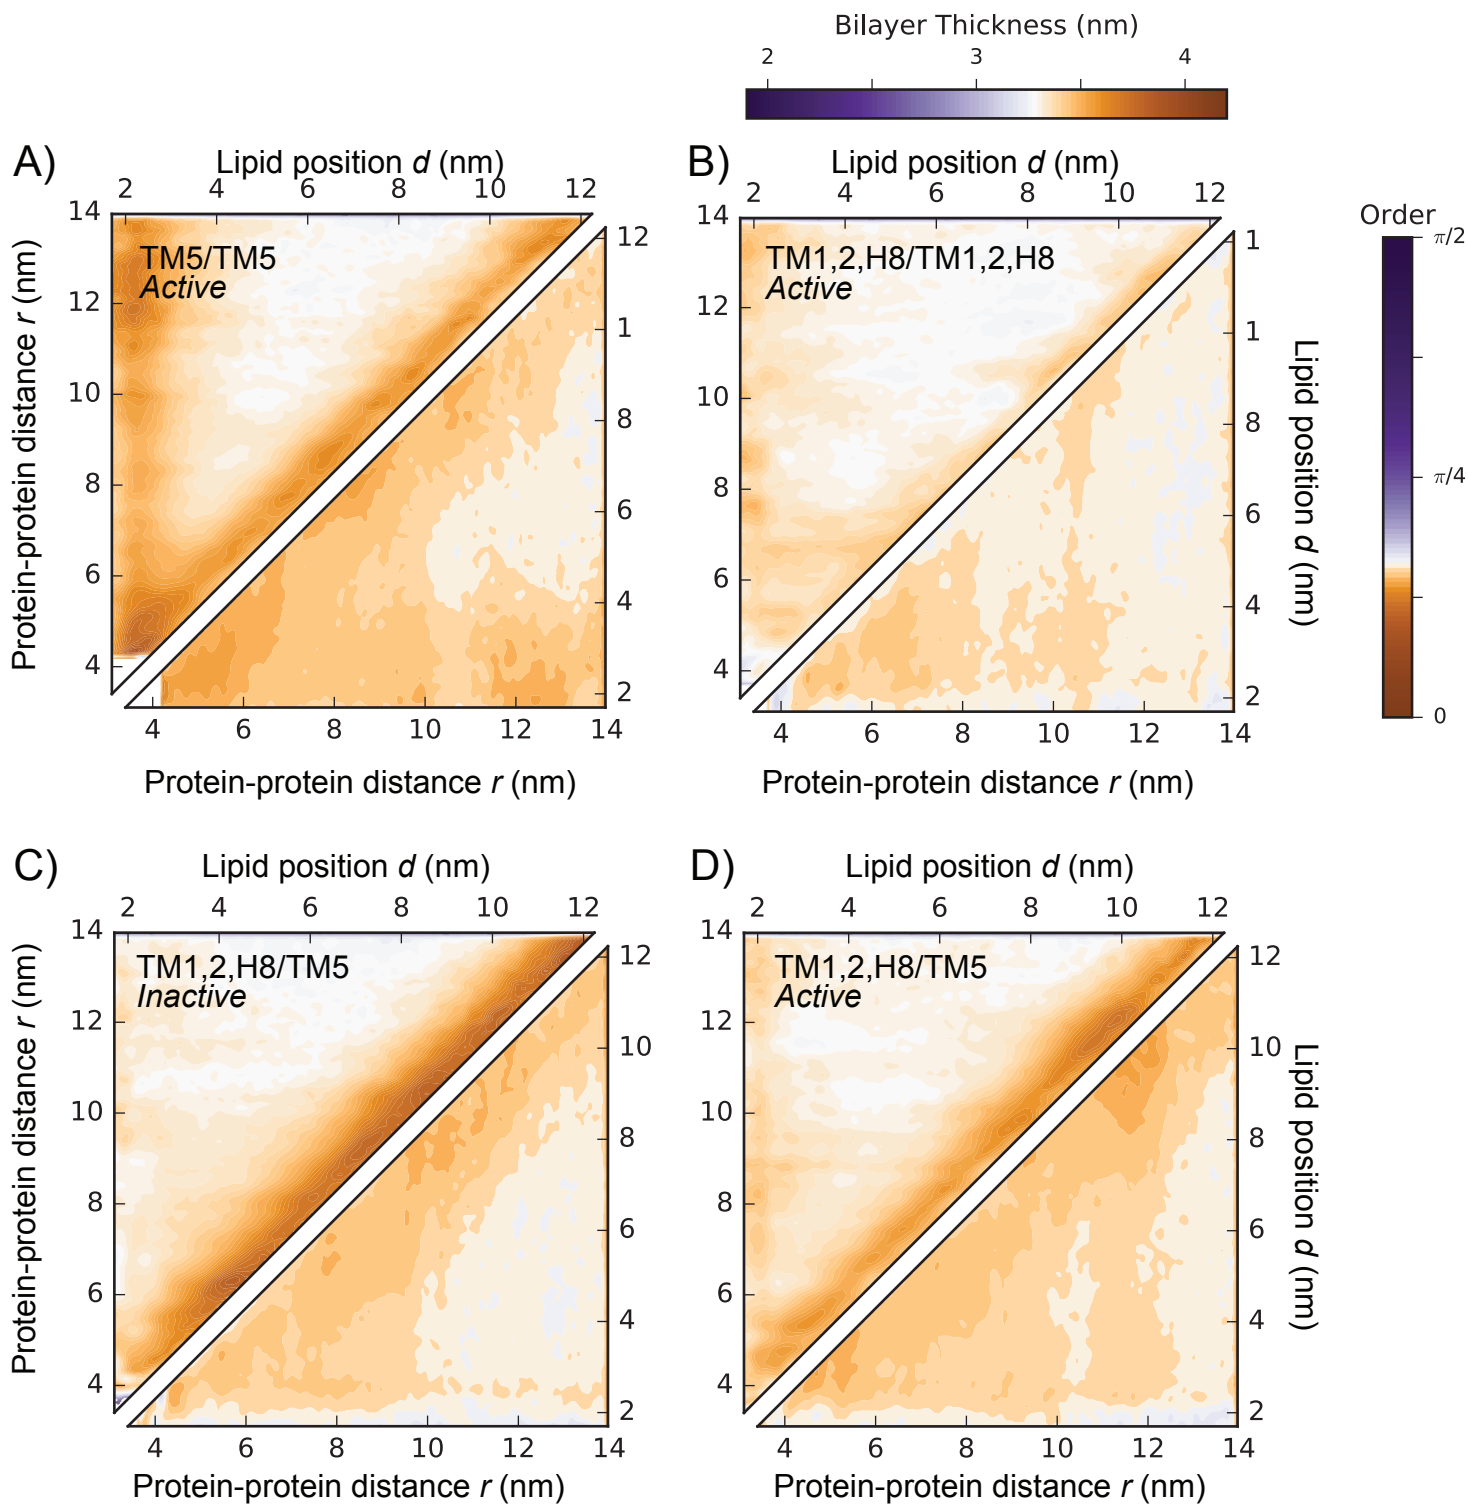 Bilayer Thickness (nm)
2 3 4
A) Lipid position d (nm)
2 4 6 8 10 12
TM5/TM5
Active
Protein-protein distance r (nm)
14
12
10
8
6
4
12
1
8
6
4
2
4 6 8 10 12 14
Protein-protein distance r (nm)
B) Lipid position d (nm)
2 4 6 8 10 12
TM1,2,H8/TM1,2,H8
Active
14
12
10
8
6
4
1
1
8
6
4
2
Lipid position d (nm)
4 6 8 10 12 14
Protein-protein distance r (nm)
Order
π/2
π/4
0
C) Lipid position d (nm)
2 4 6 8 10 12
TM1,2,H8/TM5
Inactive
Protein-protein distance r (nm)
14
12
10
8
6
4
12
10
8
6
4
2
4 6 8 10 12 14
Protein-protein distance r (nm)
D) Lipid position d (nm)
2 4 6 8 10 12
TM1,2,H8/TM5
Active
14
12
10
8
6
4
12
10
8
6
4
2
Lipid position d (nm)
4 6 8 10 12 14
Protein-protein distance r (nm)